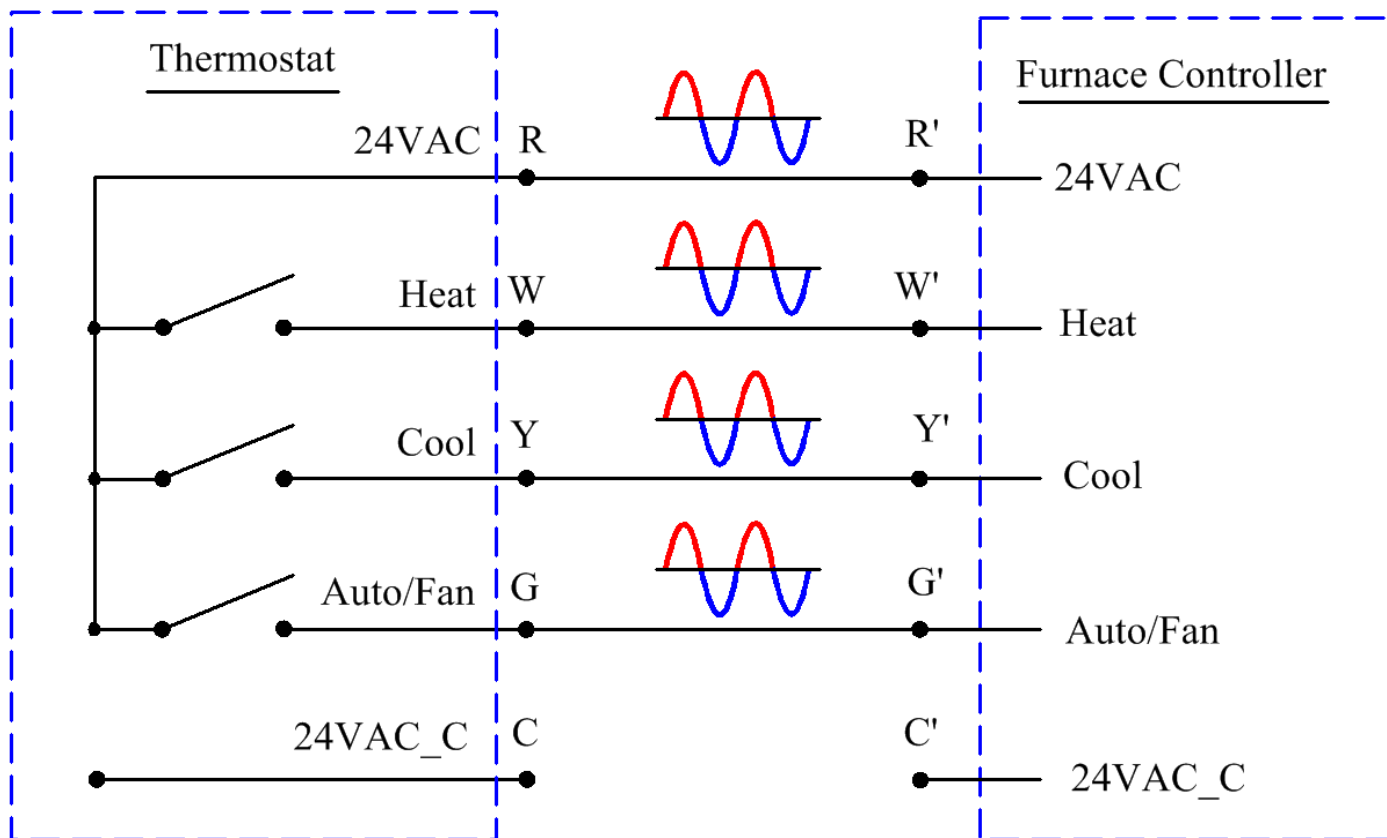 Thermostat
Furnace Controller
24VAC R R' 24VAC
Heat W W' Heat
Cool Y Y' Cool
Auto/Fan G G' Auto/Fan
24VAC_C C C' 24VAC_C